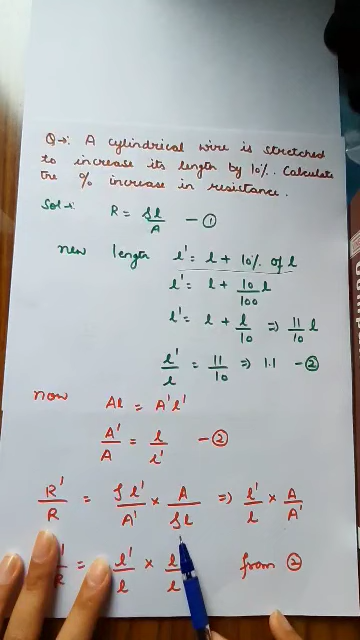 Q→: A cylindrical wire is stretched
to increase its length by 10%. Calculate
the % increase in resistance.
Sol→: R = ρl/A — ①
new length l' = l + 10% of l
l' = l + 10/100 l
l' = l + l/10 ⇒ 11/10 l
l'/l = 11/10 ⇒ 1.1 — ②
now Al = A'l'
A'/A = l/l' — ②
R'/R = ρl'/A' × A/ρl ⇒ l'/l × A/A'
'/R = l'/l × l/l from ②